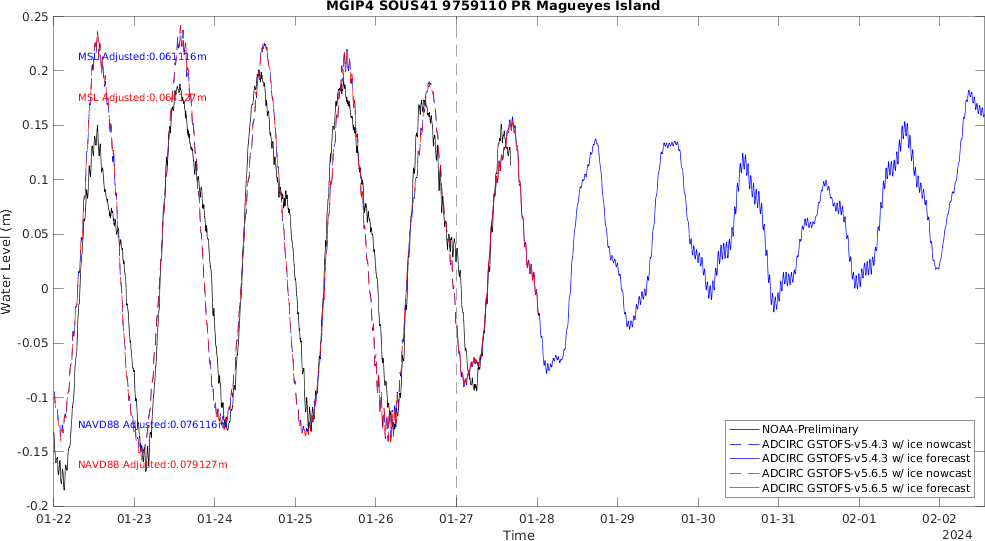 MGIP4 SOUS41 9759110 PR Magueyes Island
0.25
0.2
0.15
0.1
0.05
0
-0.05
-0.1
-0.15
-0.2
Water Level (m)
MSL Adjusted:0.061116m
MSL Adjusted:0.064127m
NAVD88 Adjusted:0.076116m
NAVD88 Adjusted:0.079127m
NOAA-Preliminary
ADCIRC GSTOFS-v5.4.3 w/ ice nowcast
ADCIRC GSTOFS-v5.4.3 w/ ice forecast
ADCIRC GSTOFS-v5.6.5 w/ ice nowcast
ADCIRC GSTOFS-v5.6.5 w/ ice forecast
01-22 01-23 01-24 01-25 01-26 01-27 01-28 01-29 01-30 01-31 02-01 02-02
Time
2024